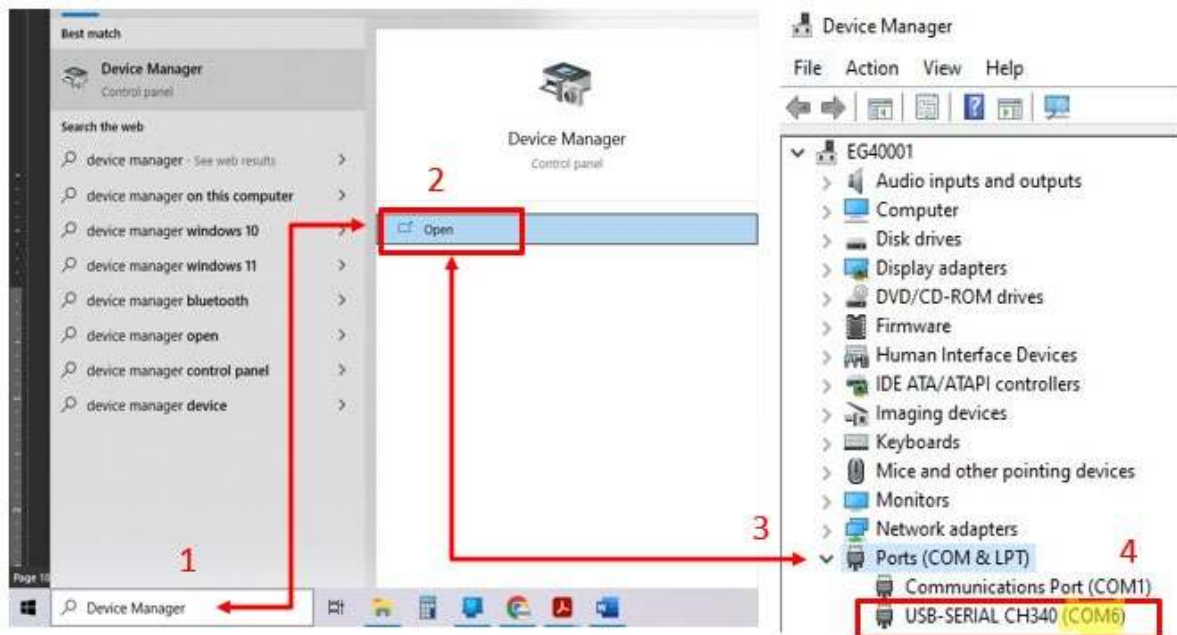 Best match
Device Manager
Control panel
Search the web
device manager - See web results
device manager on this computer
device manager windows 10
device manager windows 11
device manager bluetooth
device manager open
device manager control panel
device manager device
1
Page 10
Device Manager
Device Manager
Control panel
2
Open
3
Device Manager
File Action View Help
EG40001
Audio inputs and outputs
Computer
Disk drives
Display adapters
DVD/CD-ROM drives
Firmware
Human Interface Devices
IDE ATA/ATAPI controllers
Imaging devices
Keyboards
Mice and other pointing devices
Monitors
Network adapters
Ports (COM & LPT)
4
Communications Port (COM1)
USB-SERIAL CH340 (COM6)